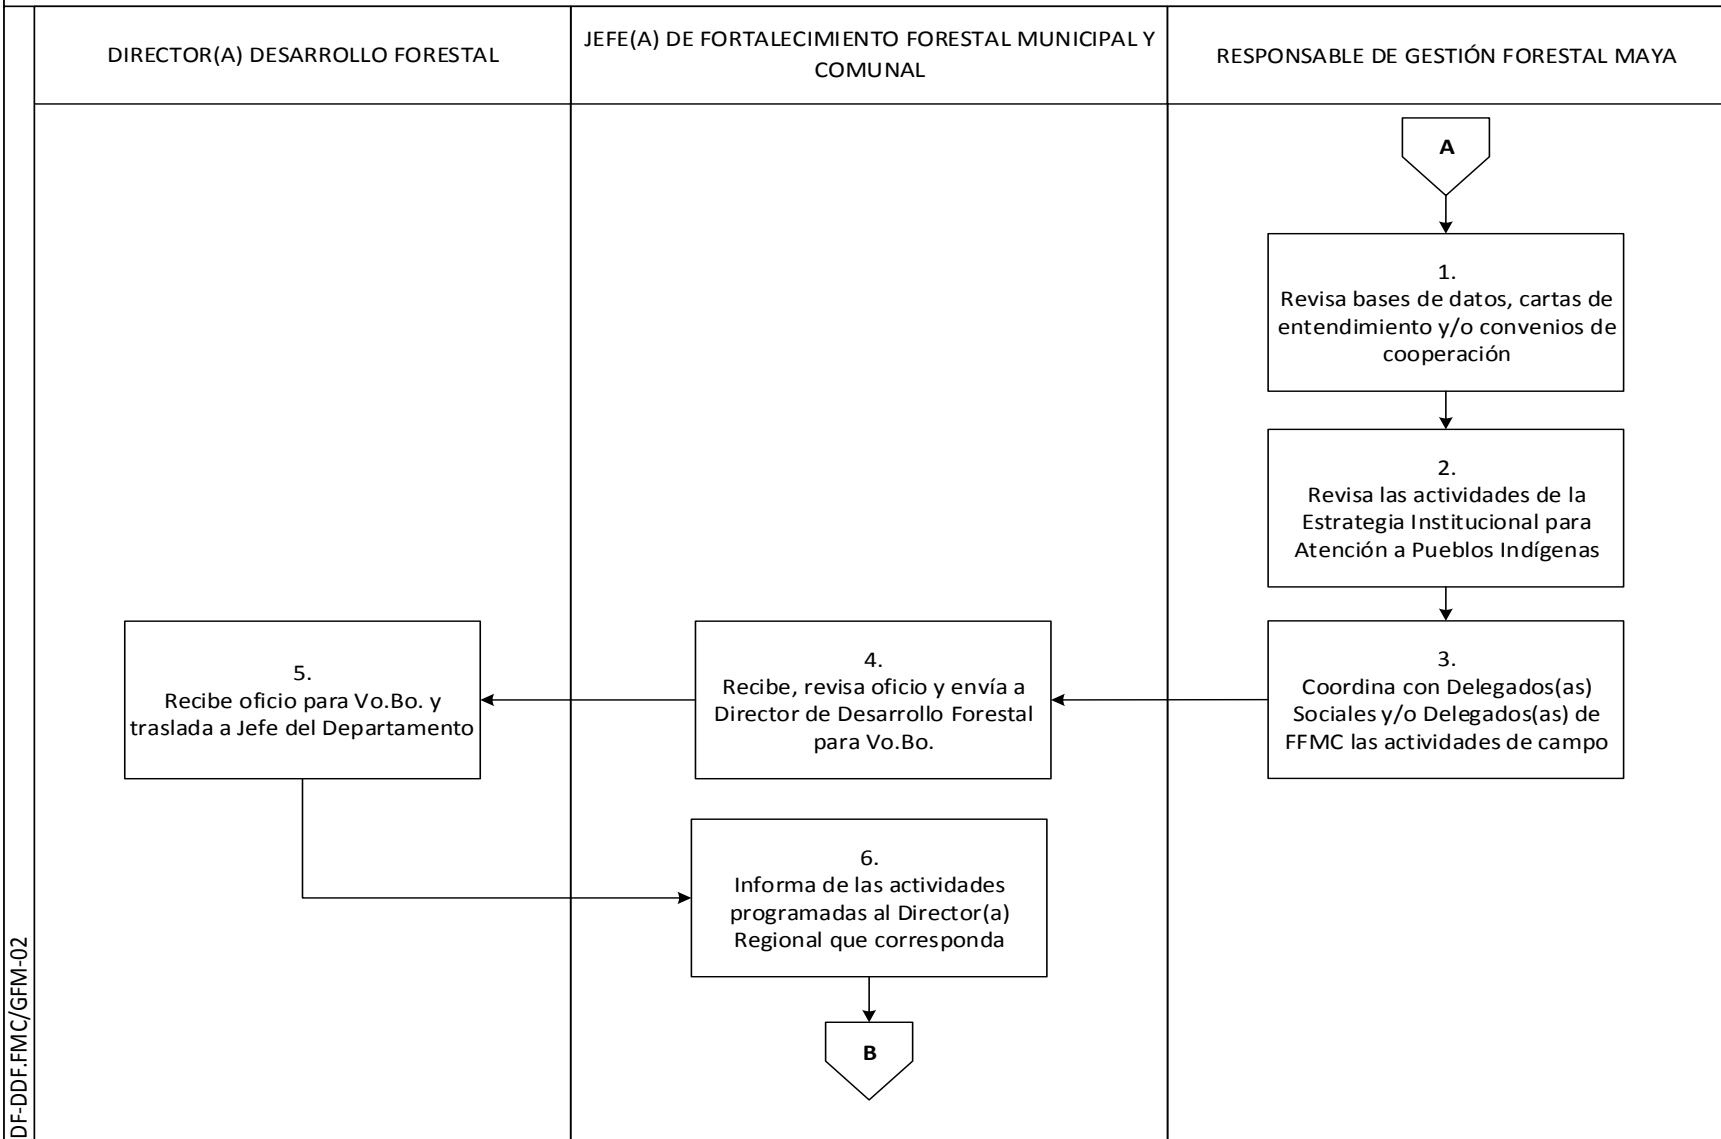 DIRECTOR(A) DESARROLLO FORESTAL
JEFE(A) DE FORTALECIMIENTO FORESTAL MUNICIPAL Y
COMUNAL
RESPONSABLE DE GESTIÓN FORESTAL MAYA
A
1.
Revisa bases de datos, cartas de
entendimiento y/o convenios de
cooperación
2.
Revisa las actividades de la
Estrategia Institucional para
Atención a Pueblos Indígenas
3.
Coordina con Delegados(as)
Sociales y/o Delegados(as) de
FFMC las actividades de campo
4.
Recibe, revisa oficio y envía a
Director de Desarrollo Forestal
para Vo.Bo.
5.
Recibe oficio para Vo.Bo. y
traslada a Jefe del Departamento
6.
Informa de las actividades
programadas al Director(a)
Regional que corresponda
B
DF-DDF.FMC/GFM-02